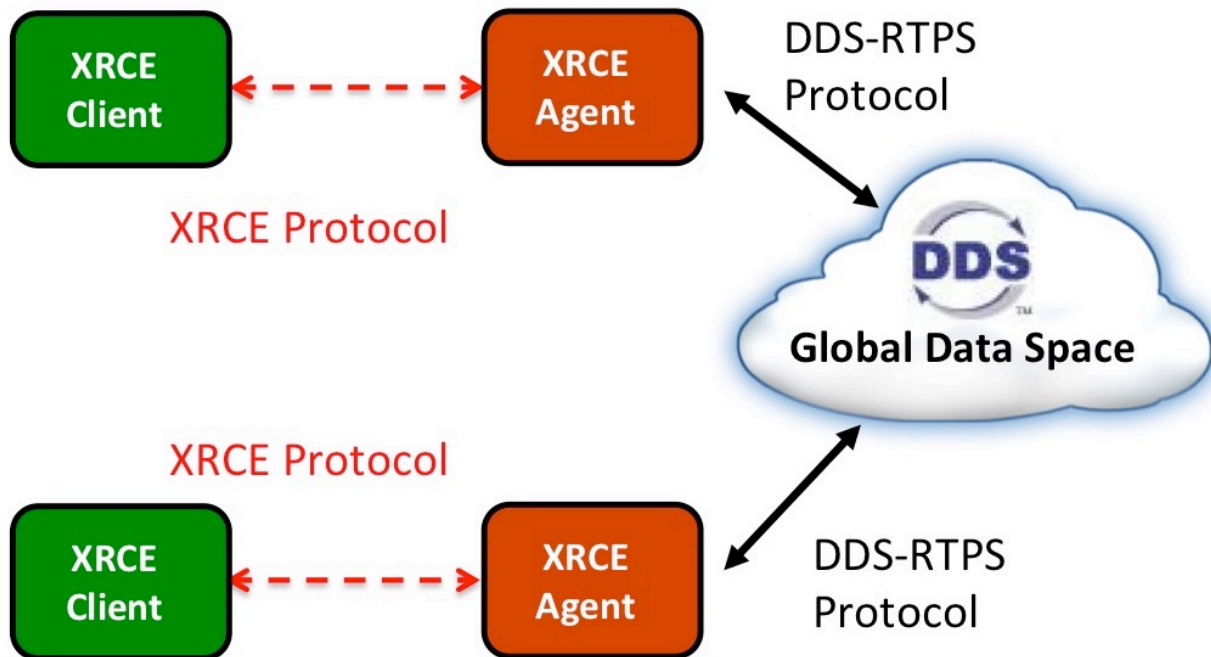 XRCE
Client
XRCE
Agent
DDS-RTPS
Protocol
XRCE Protocol
DDS
TM
Global Data Space
XRCE Protocol
XRCE
Client
XRCE
Agent
DDS-RTPS
Protocol